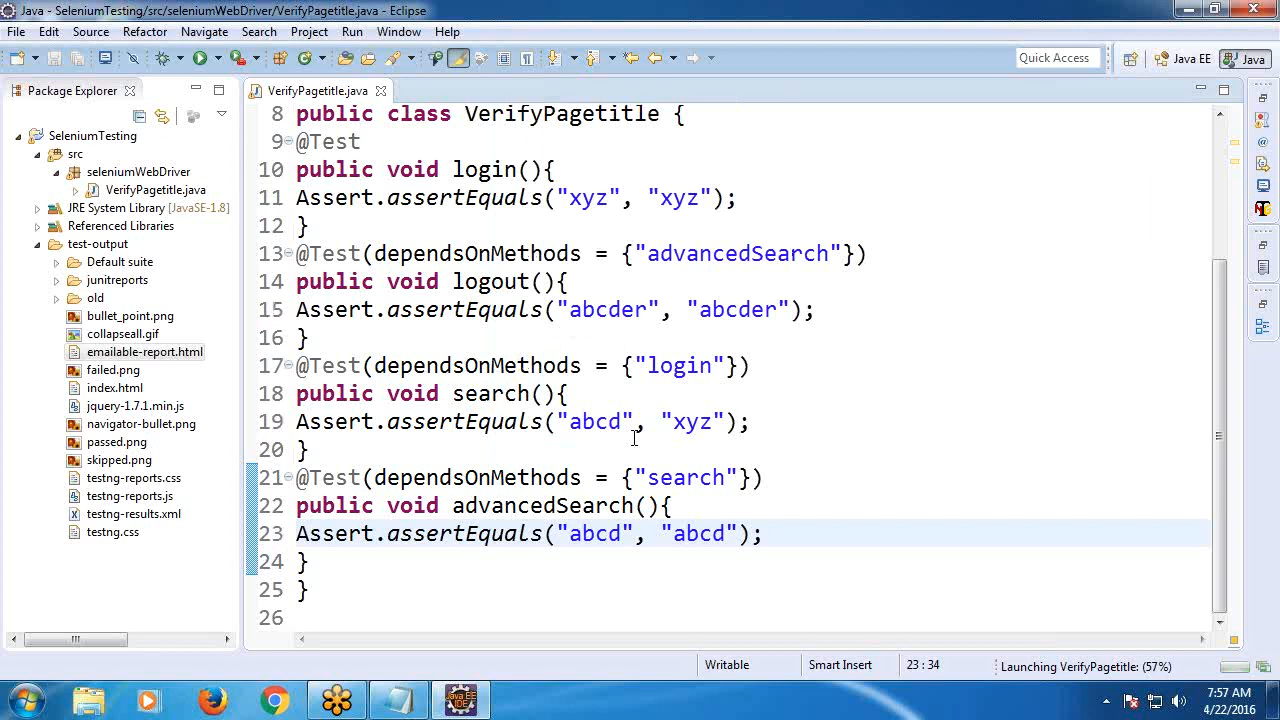 Java - SeleniumTesting/src/seleniumWebDriver/VerifyPagetitle.java - Eclipse
File Edit Source Refactor Navigate Search Project Run Window Help
Quick Access Java EE Java
Package Explorer
SeleniumTesting
src
seleniumWebDriver
VerifyPagetitle.java
JRE System Library [JavaSE-1.8]
Referenced Libraries
test-output
Default suite
junitreports
old
bullet_point.png
collapseall.gif
emailable-report.html
failed.png
index.html
jquery-1.7.1.min.js
navigator-bullet.png
passed.png
skipped.png
testng-reports.css
testng-reports.js
testng-results.xml
testng.css
VerifyPagetitle.java
8 public class VerifyPagetitle {
9 @Test
10 public void login(){
11 Assert.assertEquals("xyz", "xyz");
12 }
13 @Test(dependsOnMethods = {"advancedSearch"})
14 public void logout(){
15 Assert.assertEquals("abcder", "abcder");
16 }
17 @Test(dependsOnMethods = {"login"})
18 public void search(){
19 Assert.assertEquals("abcd", "xyz");
20 }
21 @Test(dependsOnMethods = {"search"})
22 public void advancedSearch(){
23 Assert.assertEquals("abcd", "abcd");
24 }
25 }
26
Writable Smart Insert 23 : 34 Launching VerifyPagetitle: (57%)
Java EE
IDE
7:57 AM
4/22/2016